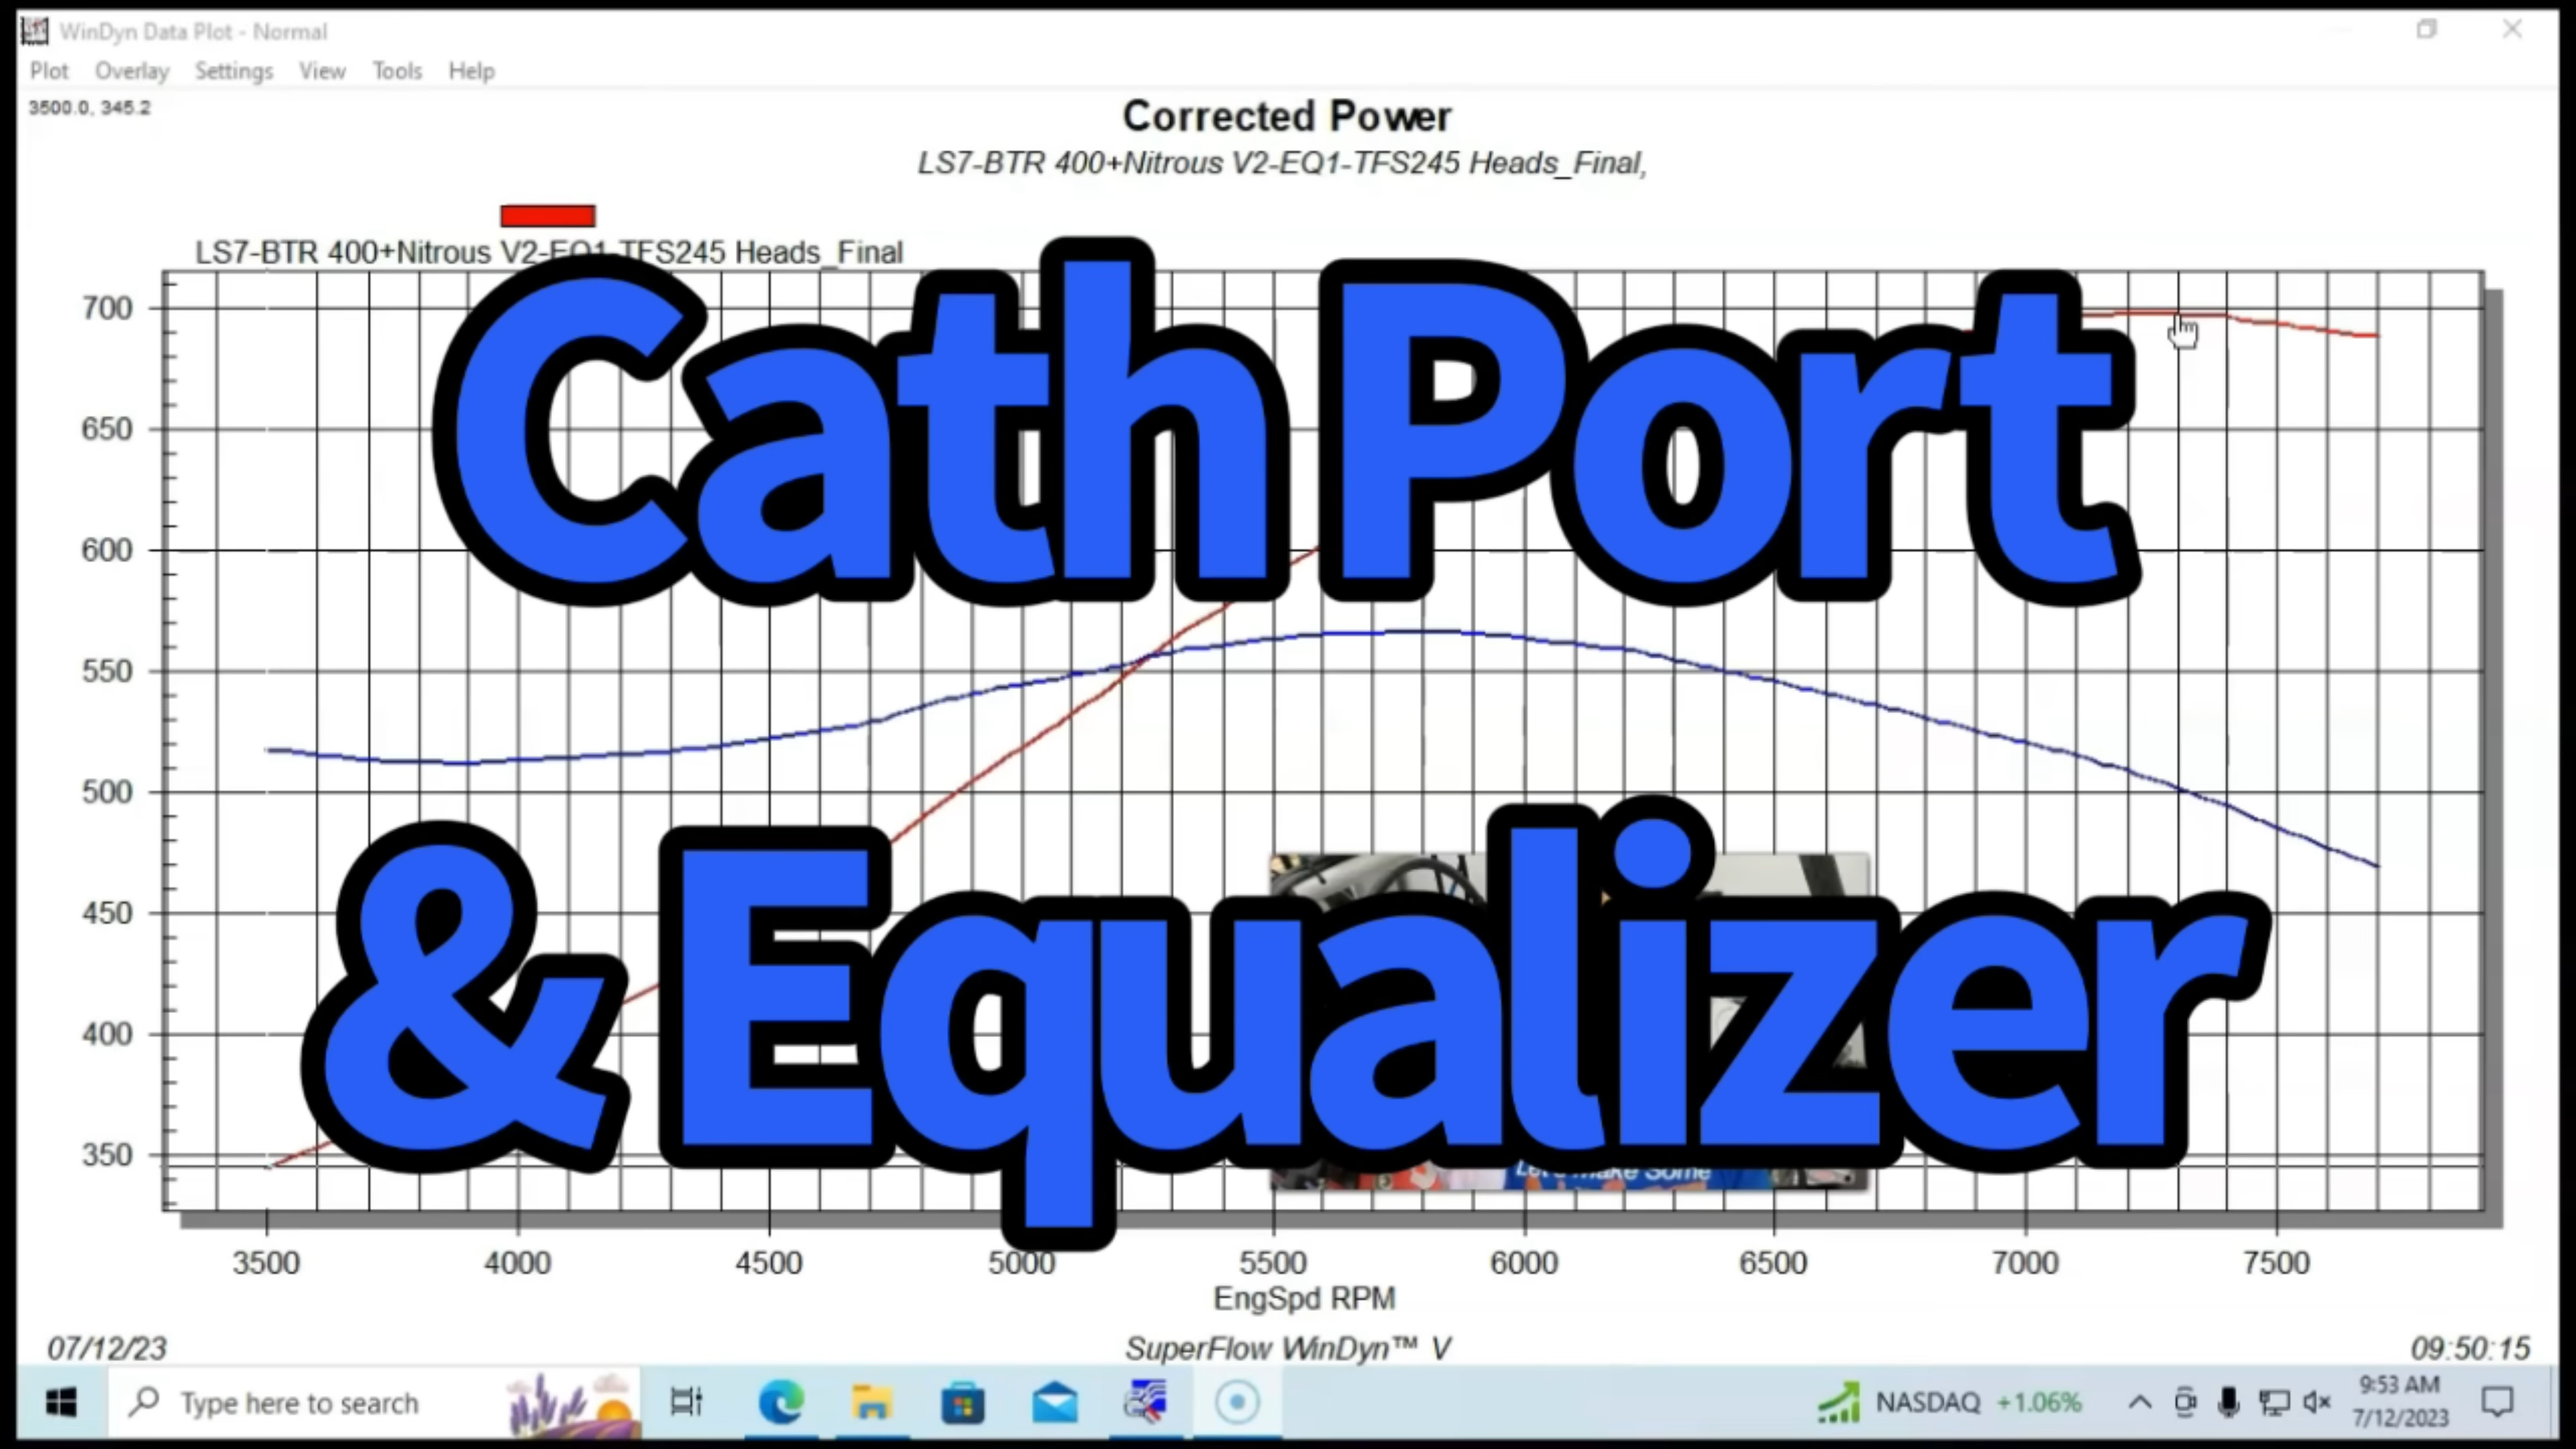 WinDyn Data Plot - Normal
Plot Overlay Settings View Tools Help
3500.0, 345.2
Corrected Power
LS7-BTR 400+Nitrous V2-EQ1-TFS245 Heads_Final,
LS7-BTR 400+Nitrous V2-EQ1-TFS245 Heads_Final
Cath Port
& Equalizer
700
650
600
550
500
450
400
350
Make Some
3500 4000 4500 5000 5500 6000 6500 7000 7500
EngSpd RPM
07/12/23 SuperFlow WinDyn™ V 09:50:15
Type here to search NASDAQ +1.06% 9:53 AM
7/12/2023